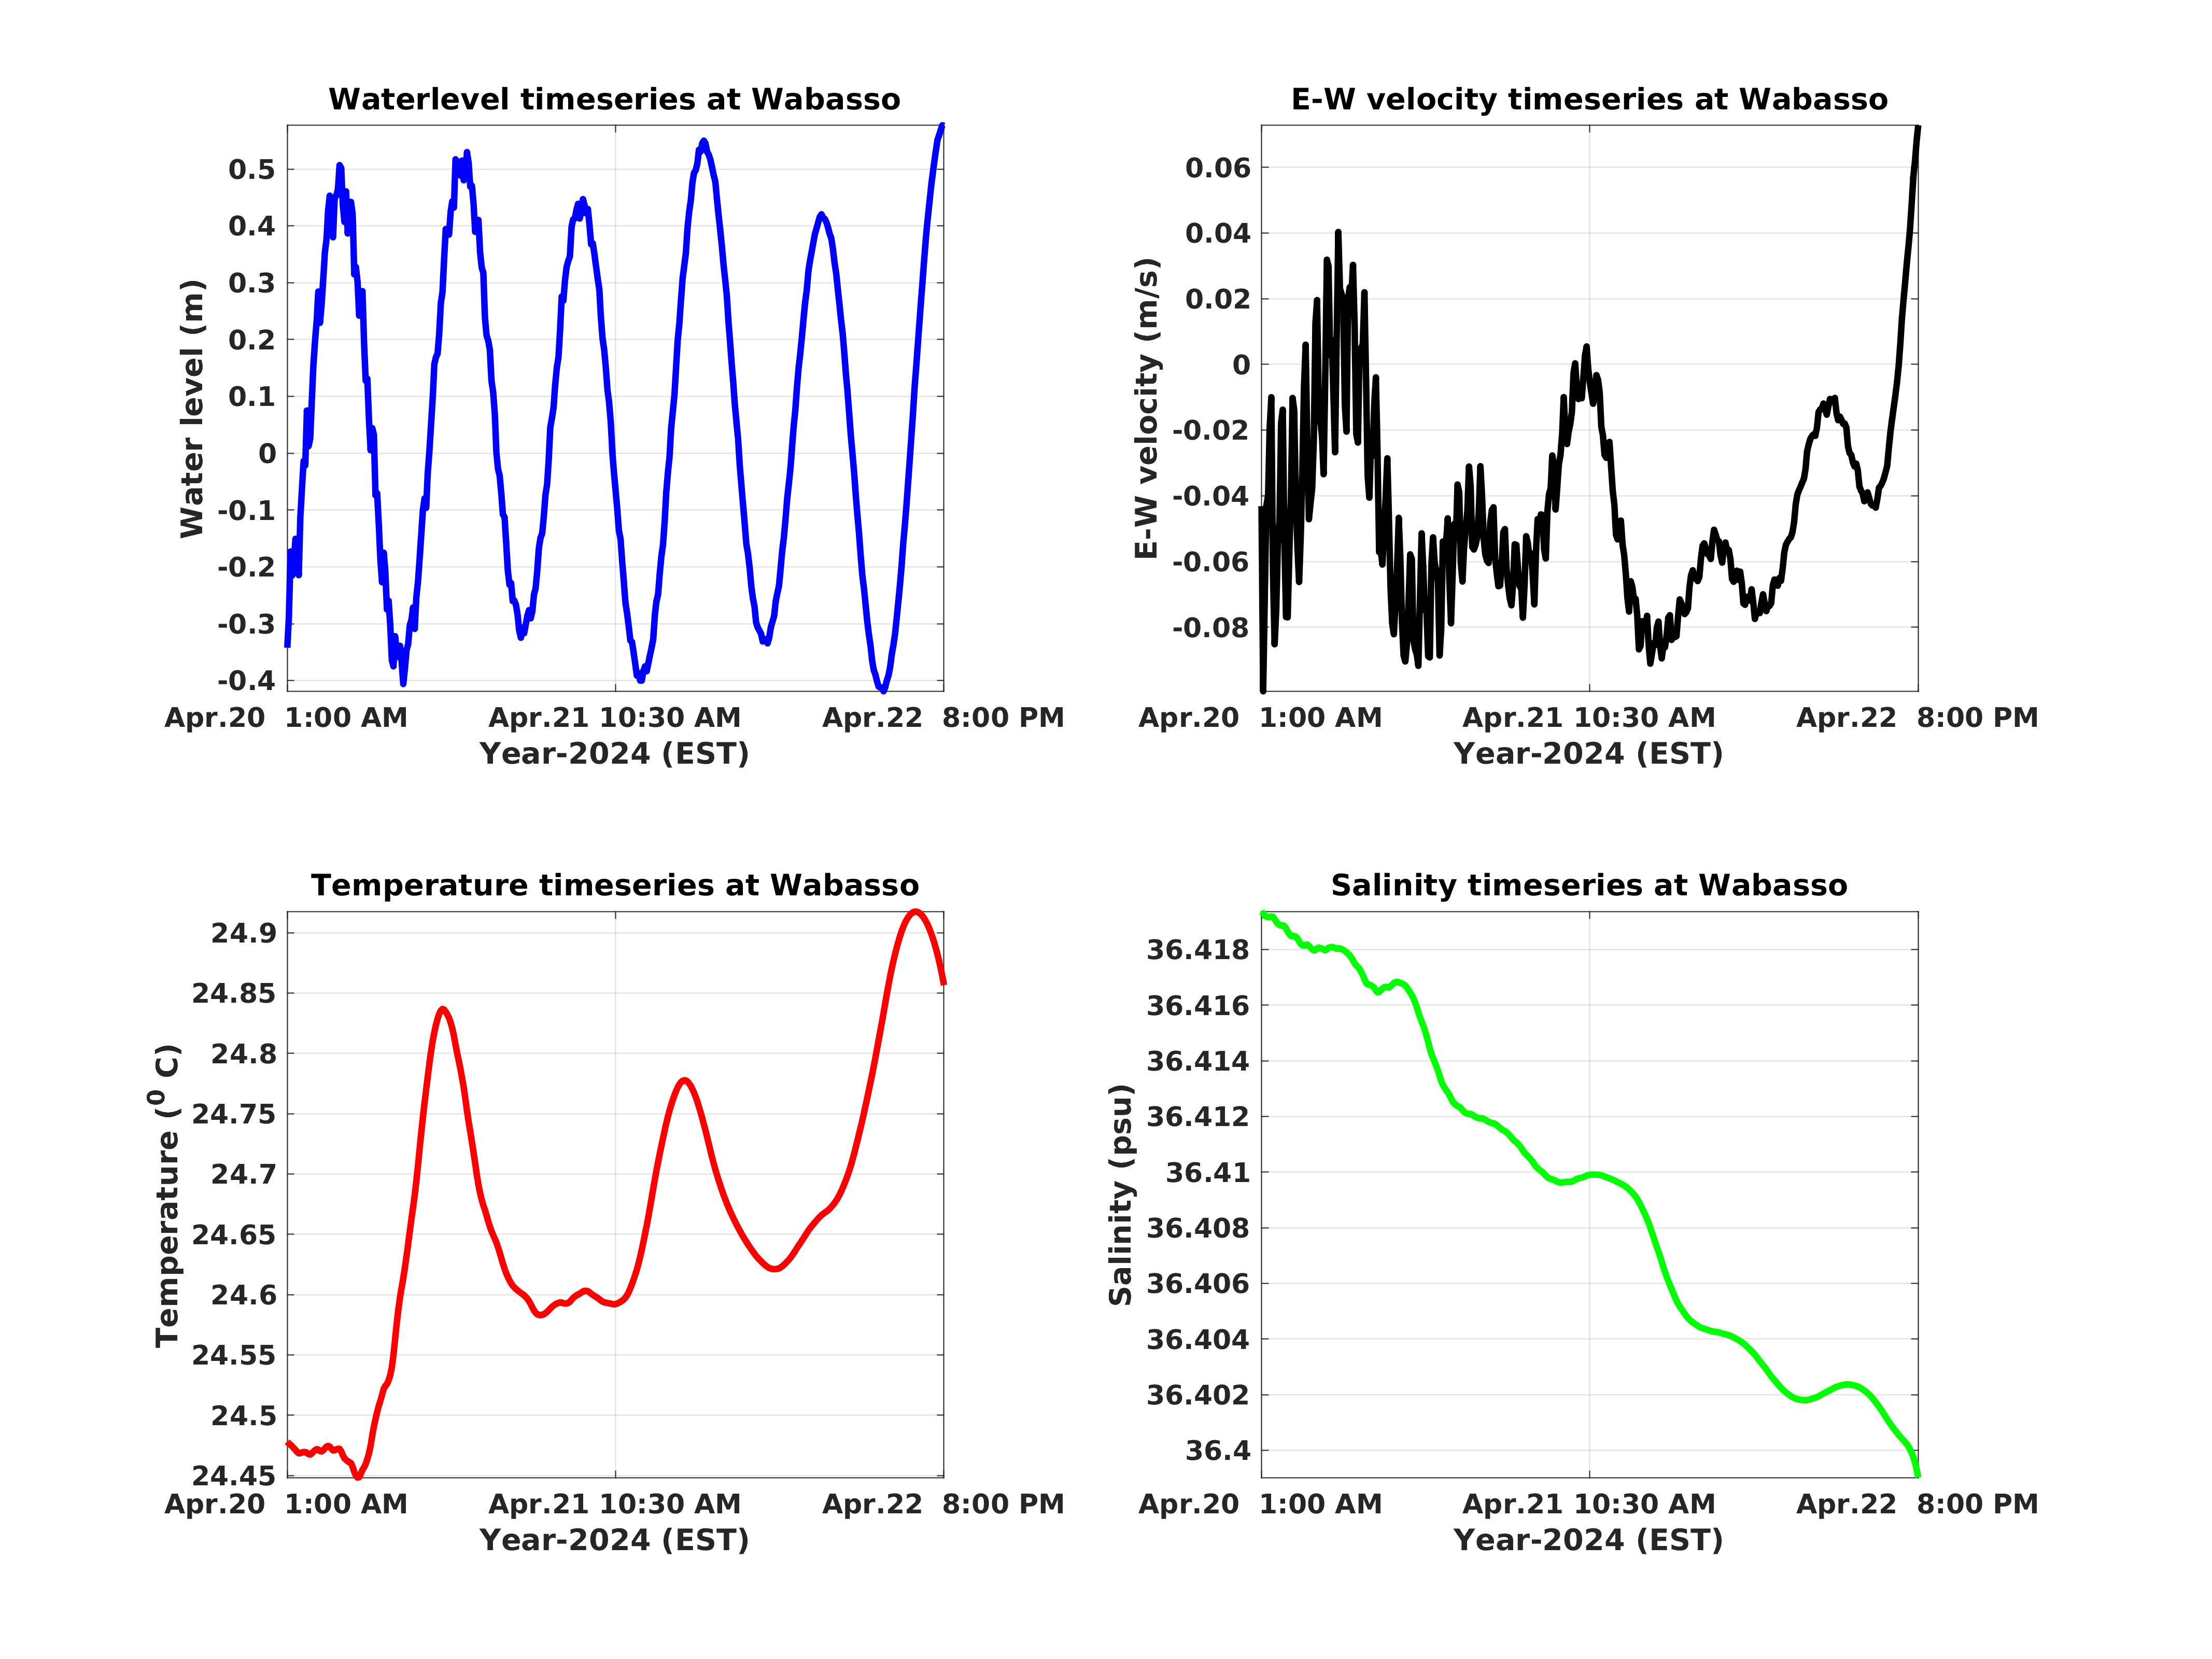 Waterlevel timeseries at Wabasso
Water level (m)
0.5
0.4
0.3
0.2
0.1
0
-0.1
-0.2
-0.3
-0.4
Apr.20 1:00 AM
Apr.21 10:30 AM
Apr.22 8:00 PM
Year-2024 (EST)
E-W velocity timeseries at Wabasso
E-W velocity (m/s)
0.06
0.04
0.02
0
-0.02
-0.04
-0.06
-0.08
Apr.20 1:00 AM
Apr.21 10:30 AM
Apr.22 8:00 PM
Year-2024 (EST)
Temperature timeseries at Wabasso
Temperature (⁰ C)
24.9
24.85
24.8
24.75
24.7
24.65
24.6
24.55
24.5
24.45
Apr.20 1:00 AM
Apr.21 10:30 AM
Apr.22 8:00 PM
Year-2024 (EST)
Salinity timeseries at Wabasso
Salinity (psu)
36.418
36.416
36.414
36.412
36.41
36.408
36.406
36.404
36.402
36.4
Apr.20 1:00 AM
Apr.21 10:30 AM
Apr.22 8:00 PM
Year-2024 (EST)